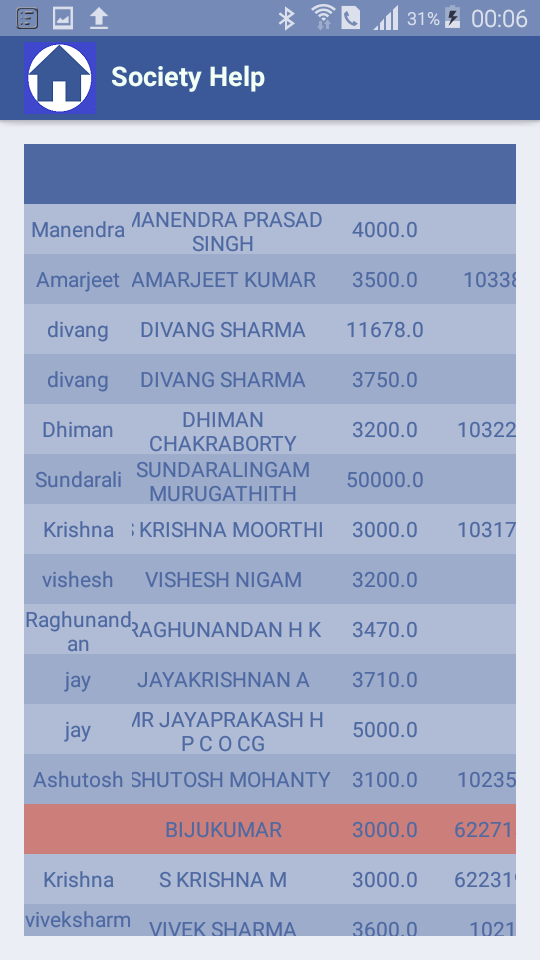 31% 00:06
Society Help
Manendra MANENDRA PRASAD SINGH 4000.0
Amarjeet AMARJEET KUMAR 3500.0 10338
divang DIVANG SHARMA 11678.0
divang DIVANG SHARMA 3750.0
Dhiman DHIMAN CHAKRABORTY 3200.0 10322
Sundarali SUNDARALINGAM MURUGATHITH 50000.0
Krishna S KRISHNA MOORTHI 3000.0 10317
vishesh VISHESH NIGAM 3200.0
Raghunandan RAGHUNANDAN H K 3470.0
jay JAYAKRISHNAN A 3710.0
jay MR JAYAPRAKASH H P C O CG 5000.0
Ashutosh SHUTOSH MOHANTY 3100.0 10235
BIJUKUMAR 3000.0 62271
Krishna S KRISHNA M 3000.0 62231
viveksharm VIVEK SHARMA 3600.0 1021